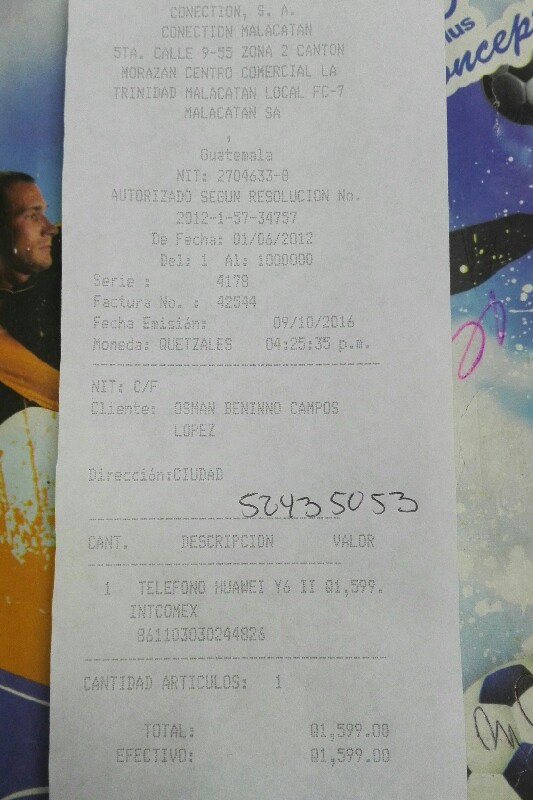 CONECTION, S. A.
CONECTION MALACATAN
5TA. CALLE 9-55 ZONA 2 CANTON
MORAZAN CENTRO COMERCIAL LA
TRINIDAD MALACATAN LOCAL FC-7
MALACATAN SA
,
Guatemala
NIT: 2704633-8
AUTORIZADO SEGUN RESOLUCION No.
2012-1-57-34757
De Fecha: 01/06/2012
Del: 1 Al: 1000000
Serie : 4178
Factura No. : 42544
Fecha Emisión: 09/10/2016
Moneda: QUETZALES 04:25:35 p.m.
NIT: C/F
Cliente: OSMAN BENINNO CAMPOS
LOPEZ
Dirección:CIUDAD
52435053
CANT. DESCRIPCION VALOR
1 TELEFONO HUAWEI Y6 II Q1,599.
INTCOMEX
861103030244826
CANTIDAD ARTICULOS: 1
TOTAL: Q1,599.00
EFECTIVO: Q1,599.00